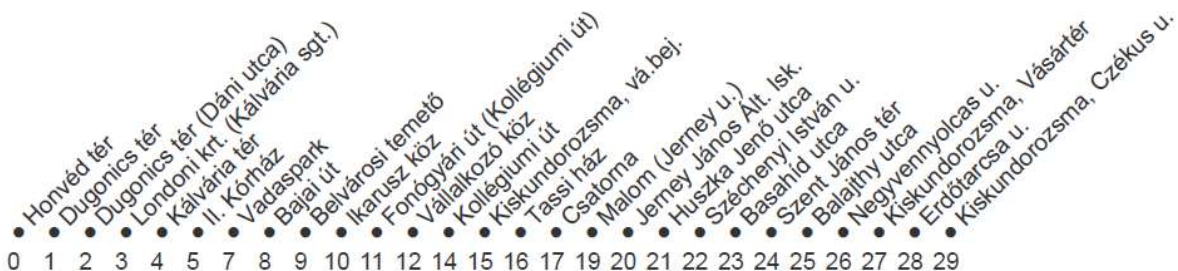 Honvéd tér
Dugonics tér
Dugonics tér (Dáni utca)
Londoni krt. (Kálvária sgt.)
Kálvária tér
II. Kórház
Vadaspark
Bajai út
Belvárosi temető
Ikarusz köz
Fonógyári út (Kollégiumi út)
Vállalkozó köz
Kollégiumi út
Kiskundorozsma, vá.bej.
Tassi ház
Csatorna
Malom (Jerney u.)
Jerney János Ált. Isk.
Huszka Jenő utca
Széchenyi István u.
Basahíd utca
Szent János tér
Balajthy utca
Negyvennyolcas u.
Kiskundorozsma, Vásártér
Erdőtarcsa u.
Kiskundorozsma, Czékus u.
0 1 2 3 4 5 7 8 9 10 11 12 14 15 16 17 19 20 21 22 23 24 25 26 27 28 29